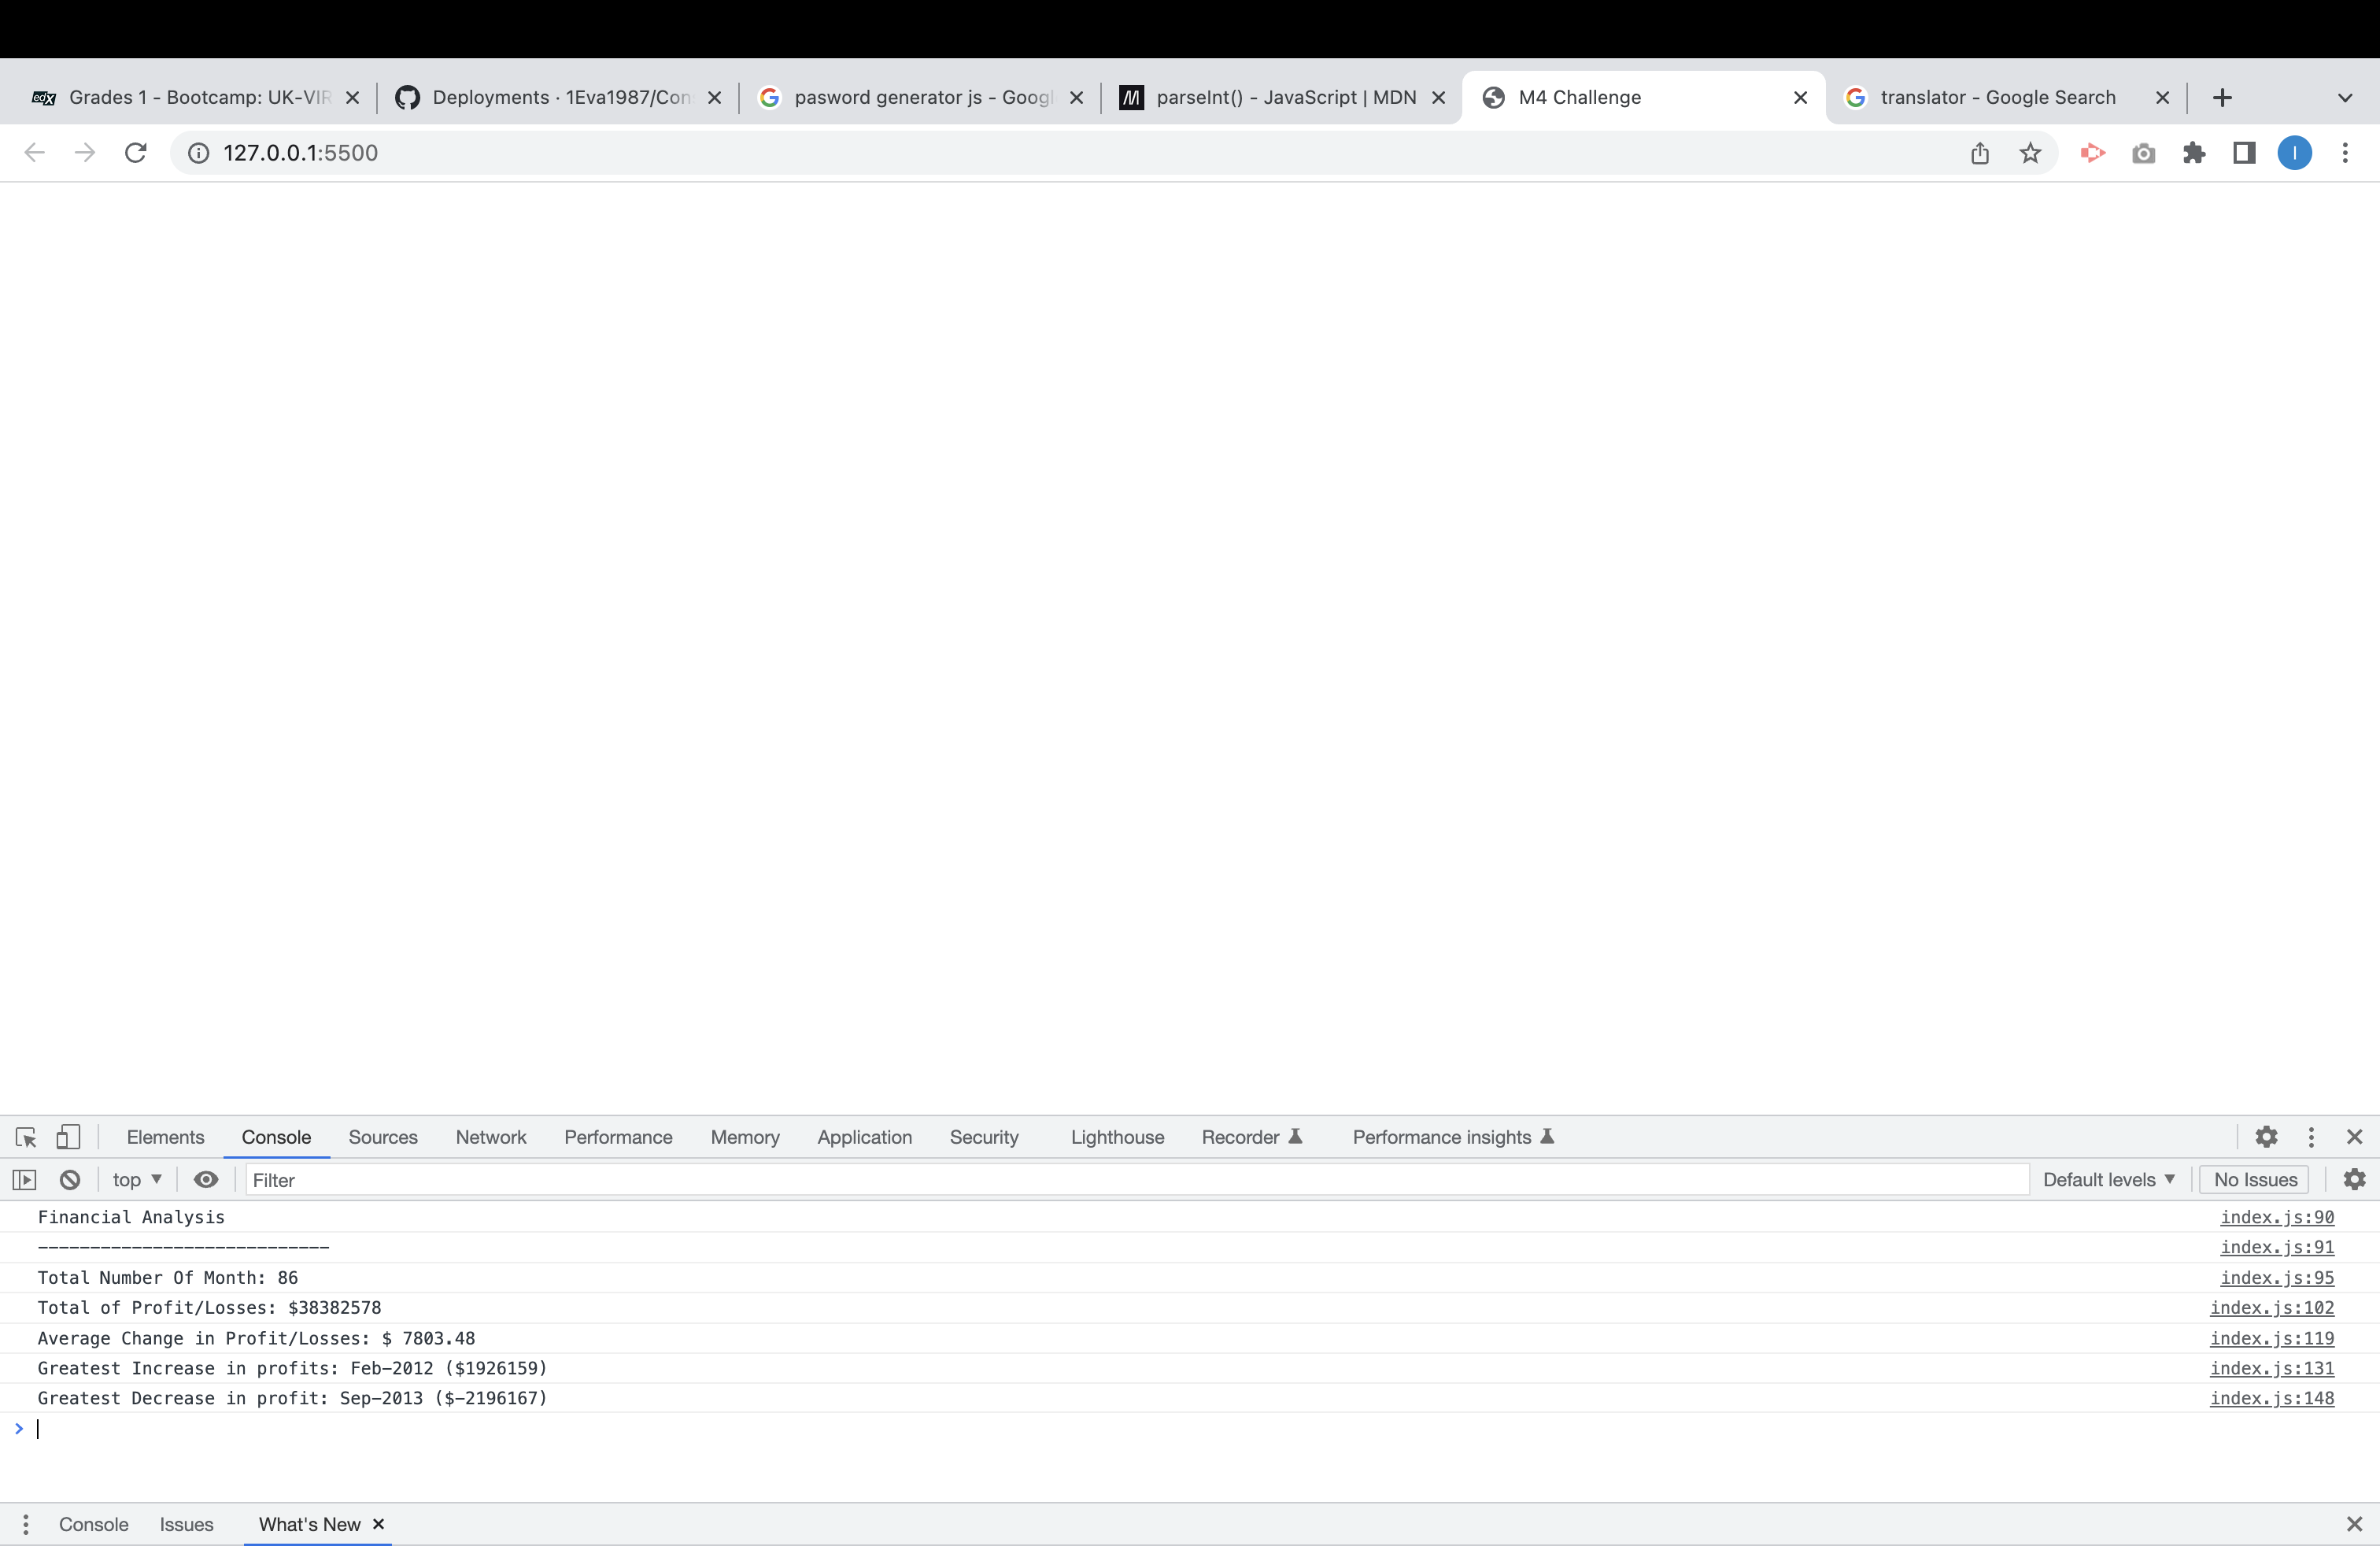 edX Grades 1 - Bootcamp: UK-VIR
Deployments · 1Eva1987/Con
pasword generator js - Googl
parseInt() - JavaScript | MDN
M4 Challenge
translator - Google Search
127.0.0.1:5500
I
Elements Console Sources Network Performance Memory Application Security Lighthouse Recorder Performance insights
top Filter Default levels No Issues
Financial Analysis index.js:90
---------------------------- index.js:91
Total Number Of Month: 86 index.js:95
Total of Profit/Losses: $38382578 index.js:102
Average Change in Profit/Losses: $ 7803.48 index.js:119
Greatest Increase in profits: Feb-2012 ($1926159) index.js:131
Greatest Decrease in profit: Sep-2013 ($-2196167) index.js:148
>
Console Issues What's New